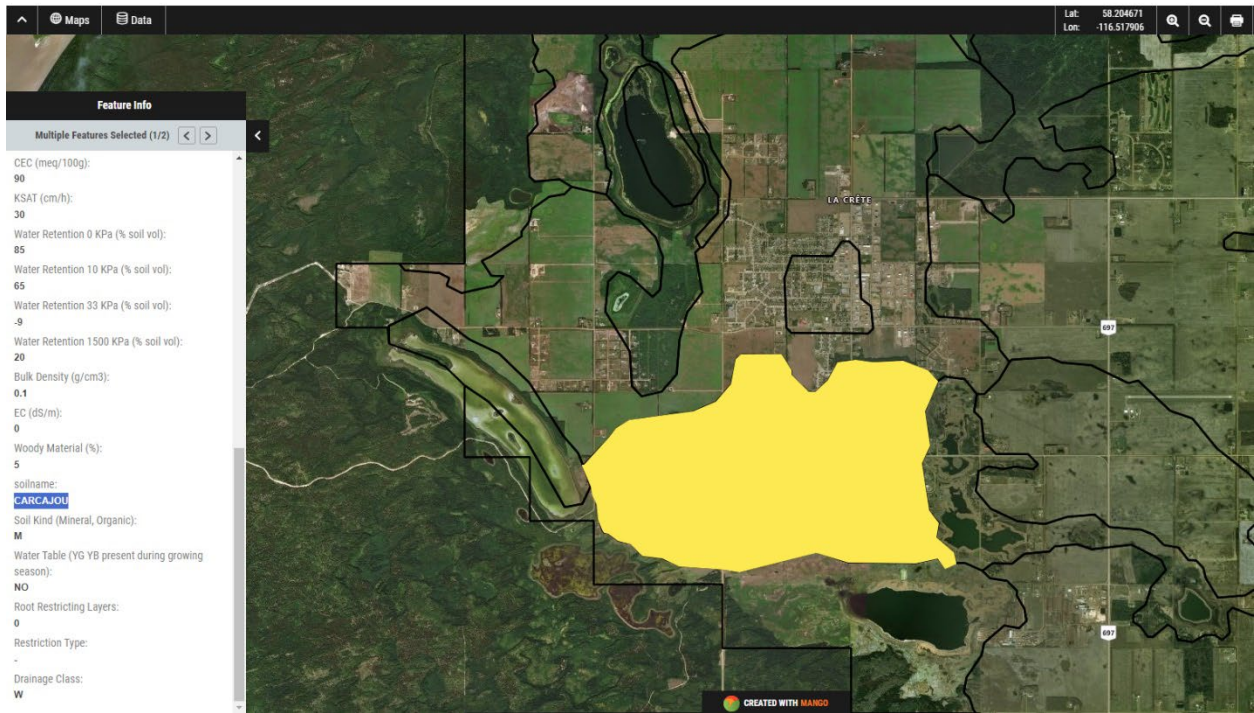 Maps
Data
Lat: 58.204671
Lon: -116.517906
Feature Info
Multiple Features Selected (1/2)
CEC (meq/100g):
90
KSAT (cm/h):
30
Water Retention 0 KPa (% soil vol):
85
Water Retention 10 KPa (% soil vol):
65
Water Retention 33 KPa (% soil vol):
-9
Water Retention 1500 KPa (% soil vol):
20
Bulk Density (g/cm3):
0.1
EC (dS/m):
0
Woody Material (%):
5
soilname:
CARCAJOU
Soil Kind (Mineral, Organic):
M
Water Table (YG YB present during growing
season):
NO
Root Restricting Layers:
0
Restriction Type:
-
Drainage Class:
W
LA CRÊTE
697
697
CREATED WITH MANGO